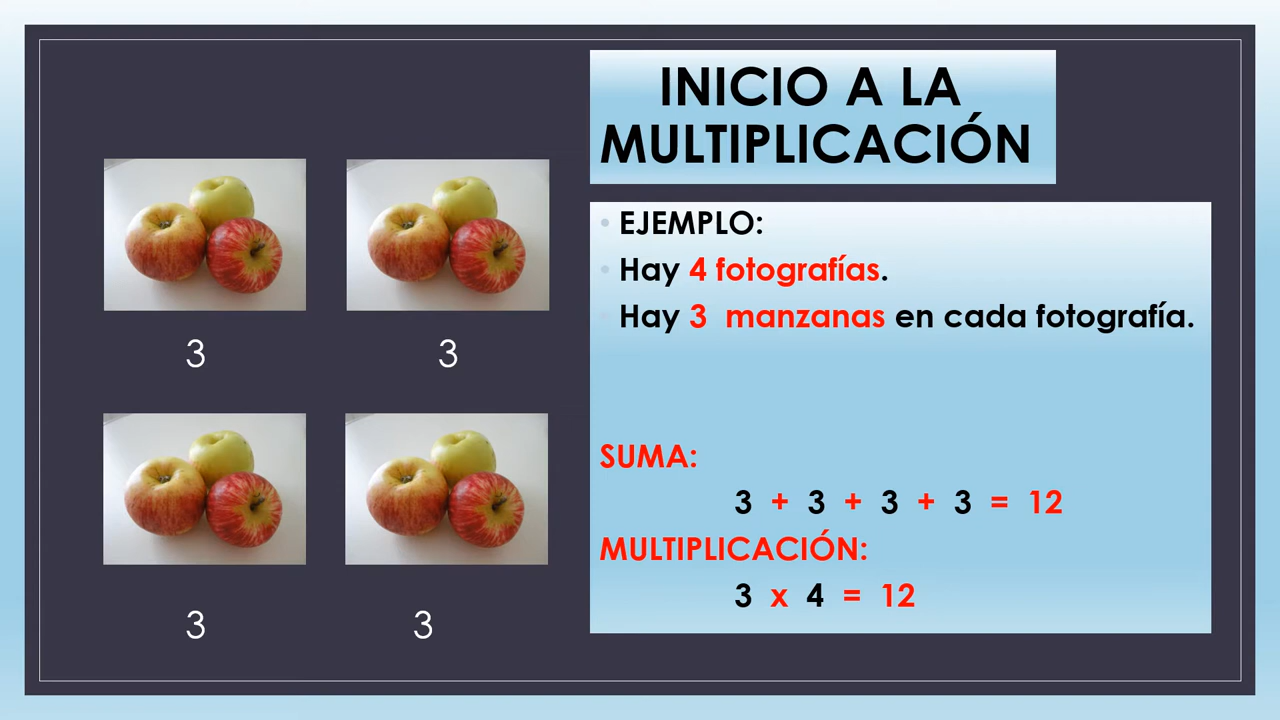 INICIO A LA
MULTIPLICACIÓN
3 3
3 3
• EJEMPLO:
• Hay 4 fotografías.
• Hay 3 manzanas en cada fotografía.
SUMA:
3 + 3 + 3 + 3 = 12
MULTIPLICACIÓN:
3 x 4 = 12